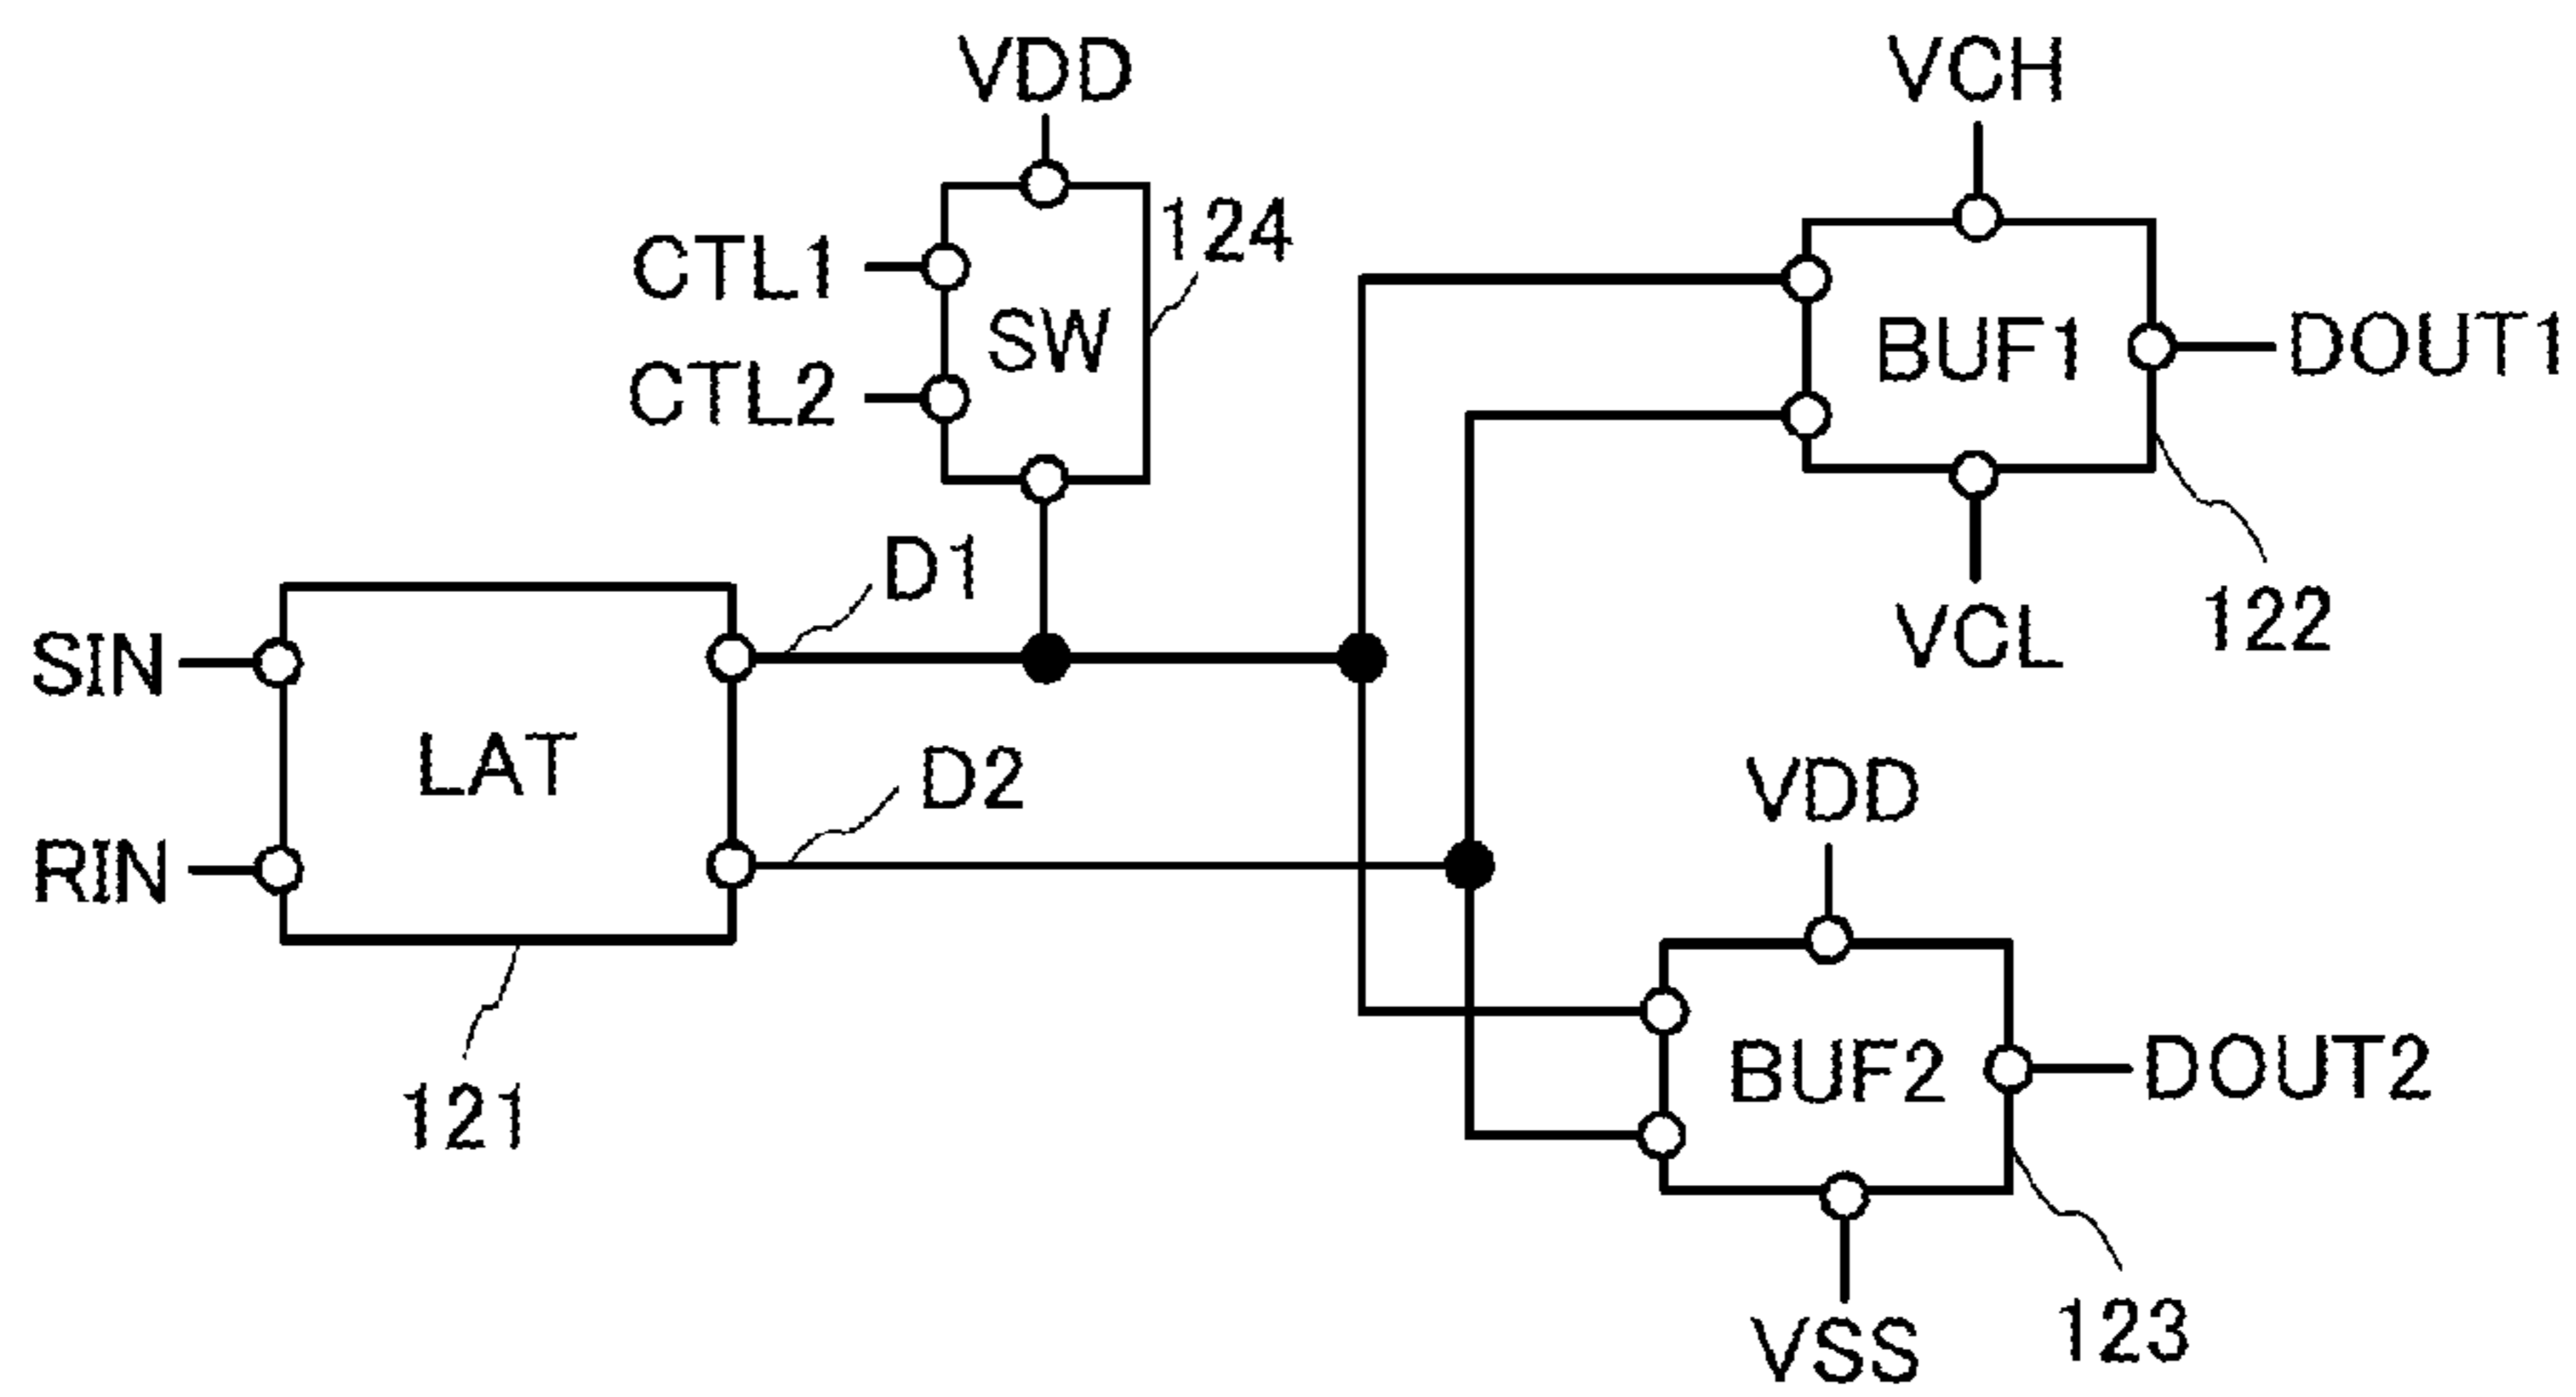 VDD
VCH
CTL1
124
SW
CTL2
BUF1
DOUT1
D1
122
VCL
SIN
LAT
D2
VDD
RIN
BUF2
DOUT2
121
123
VSS